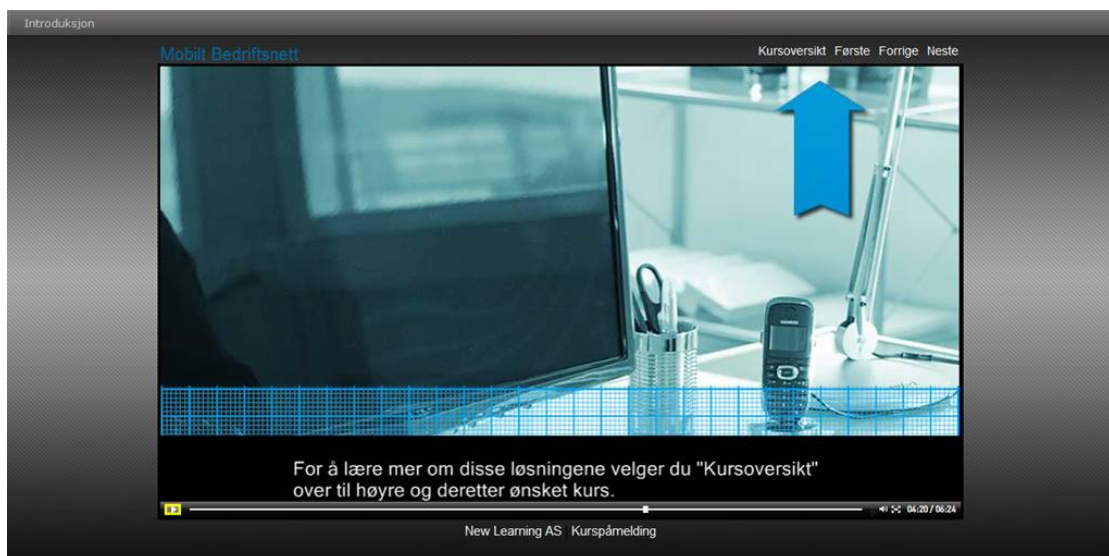 Introduksjon
Mobilt Bedriftsnett
Kursoversikt Første Forrige Neste
For å lære mer om disse løsningene velger du "Kursoversikt"
over til høyre og deretter ønsket kurs.
04:20 / 06:24
New Learning AS | Kurspåmelding